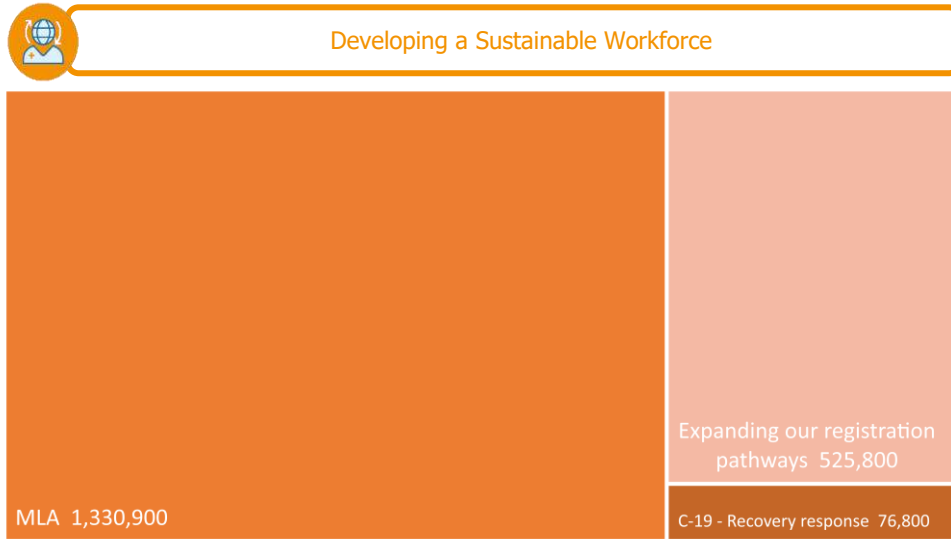 Developing a Sustainable Workforce
Expanding our registration
pathways 525,800
MLA 1,330,900
C-19 - Recovery response 76,800